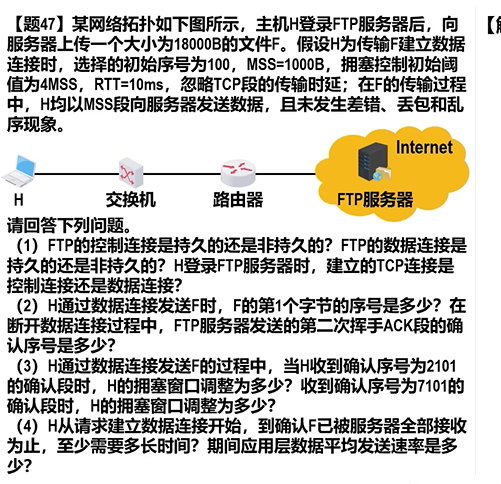 【题47】某网络拓扑如下图所示，主机H登录FTP服务器后，向
服务器上传一个大小为18000B的文件F。假设H为传输F建立数据
连接时，选择的初始序号为100，MSS=1000B，拥塞控制初始阈
值为4MSS，RTT=10ms，忽略TCP段的传输时延；在F的传输过程
中，H均以MSS段向服务器发送数据，且未发生差错、丢包和乱
序现象。
Internet
H
交换机
路由器
FTP服务器
请回答下列问题。
（1）FTP的控制连接是持久的还是非持久的？FTP的数据连接是
持久的还是非持久的？H登录FTP服务器时，建立的TCP连接是
控制连接还是数据连接？
（2）H通过数据连接发送F时，F的第1个字节的序号是多少？在
断开数据连接过程中，FTP服务器发送的第二次挥手ACK段的确
认序号是多少？
（3）H通过数据连接发送F的过程中，当H收到确认序号为2101
的确认段时，H的拥塞窗口调整为多少？收到确认序号为7101的
确认段时，H的拥塞窗口调整为多少？
（4）H从请求建立数据连接开始，到确认F已被服务器全部接收
为止，至少需要多长时间？期间应用层数据平均发送速率是多
少？